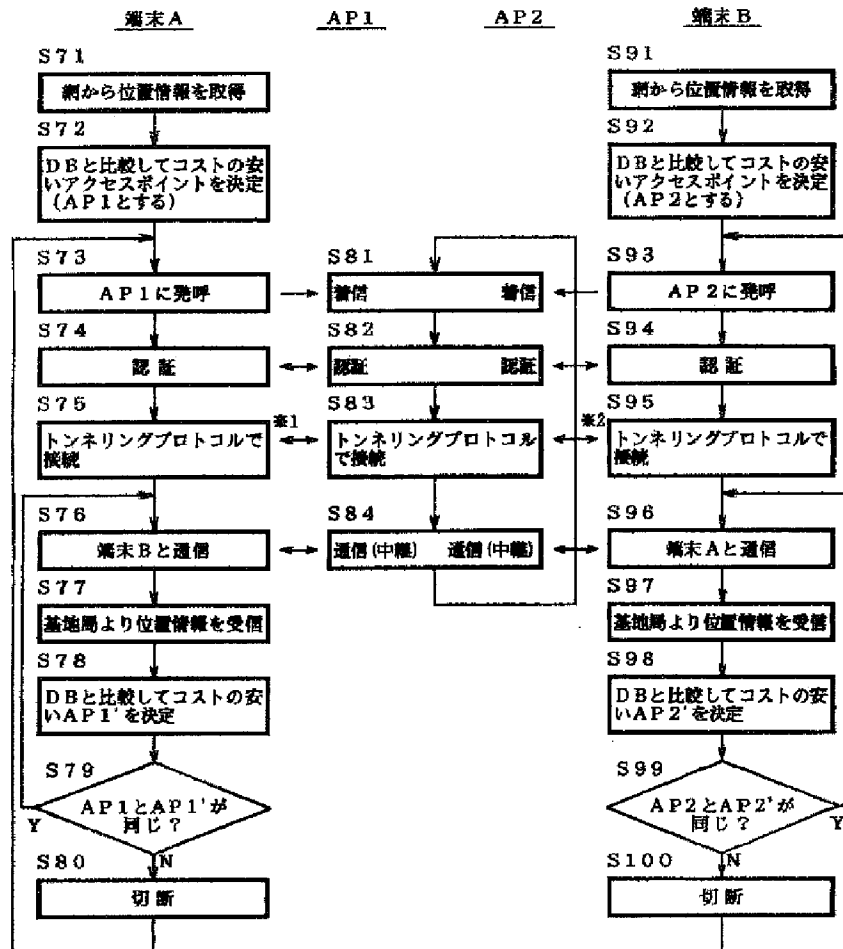 端末A
AP1
AP2
端末B
S71
網から位置情報を取得
S72
DBと比較してコストの安
いアクセスポイントを決定
(AP1とする)
S73
AP1に発呼
S74
認証
S75
トンネリングプロトコルで
接続
※1
S76
端末Bと通信
S77
基地局より位置情報を受信
S78
DBと比較してコストの安
いAP1'を決定
S79
AP1とAP1'が
同じ?
Y
N
S80
切断
S81
着信 着信
S82
認証 認証
S83
トンネリングプロトコル
で接続
※2
S84
通信(中継) 通信(中継)
S91
網から位置情報を取得
S92
DBと比較してコストの安
いアクセスポイントを決定
(AP2とする)
S93
AP2に発呼
S94
認証
S95
トンネリングプロトコルで
接続
S96
端末Aと通信
S97
基地局より位置情報を受信
S98
DBと比較してコストの安
いAP2'を決定
S99
AP2とAP2'が
同じ?
Y
N
S100
切断